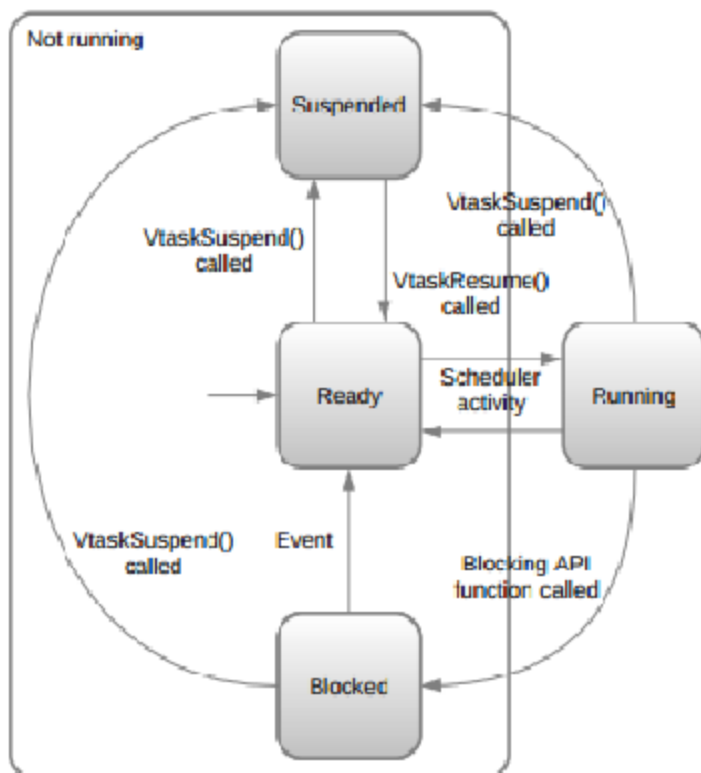 Not running
Suspended
VtaskSuspend()
called
VtaskSuspend()
called
VtaskResume()
called
Ready
Scheduler
activity
Running
VtaskSuspend()
called
Event
Blocking API
function called
Blocked